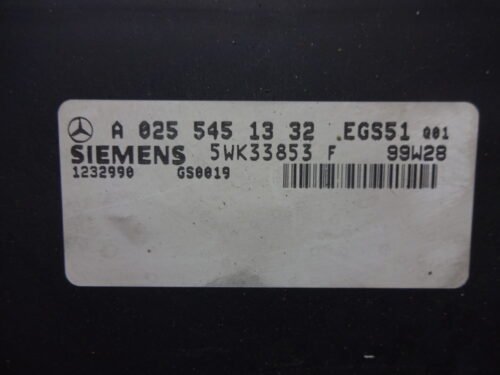 A 025 545 13 32 EGS51 Q01
SIEMENS 5WK33853 F 99W28
1232990 GS0019